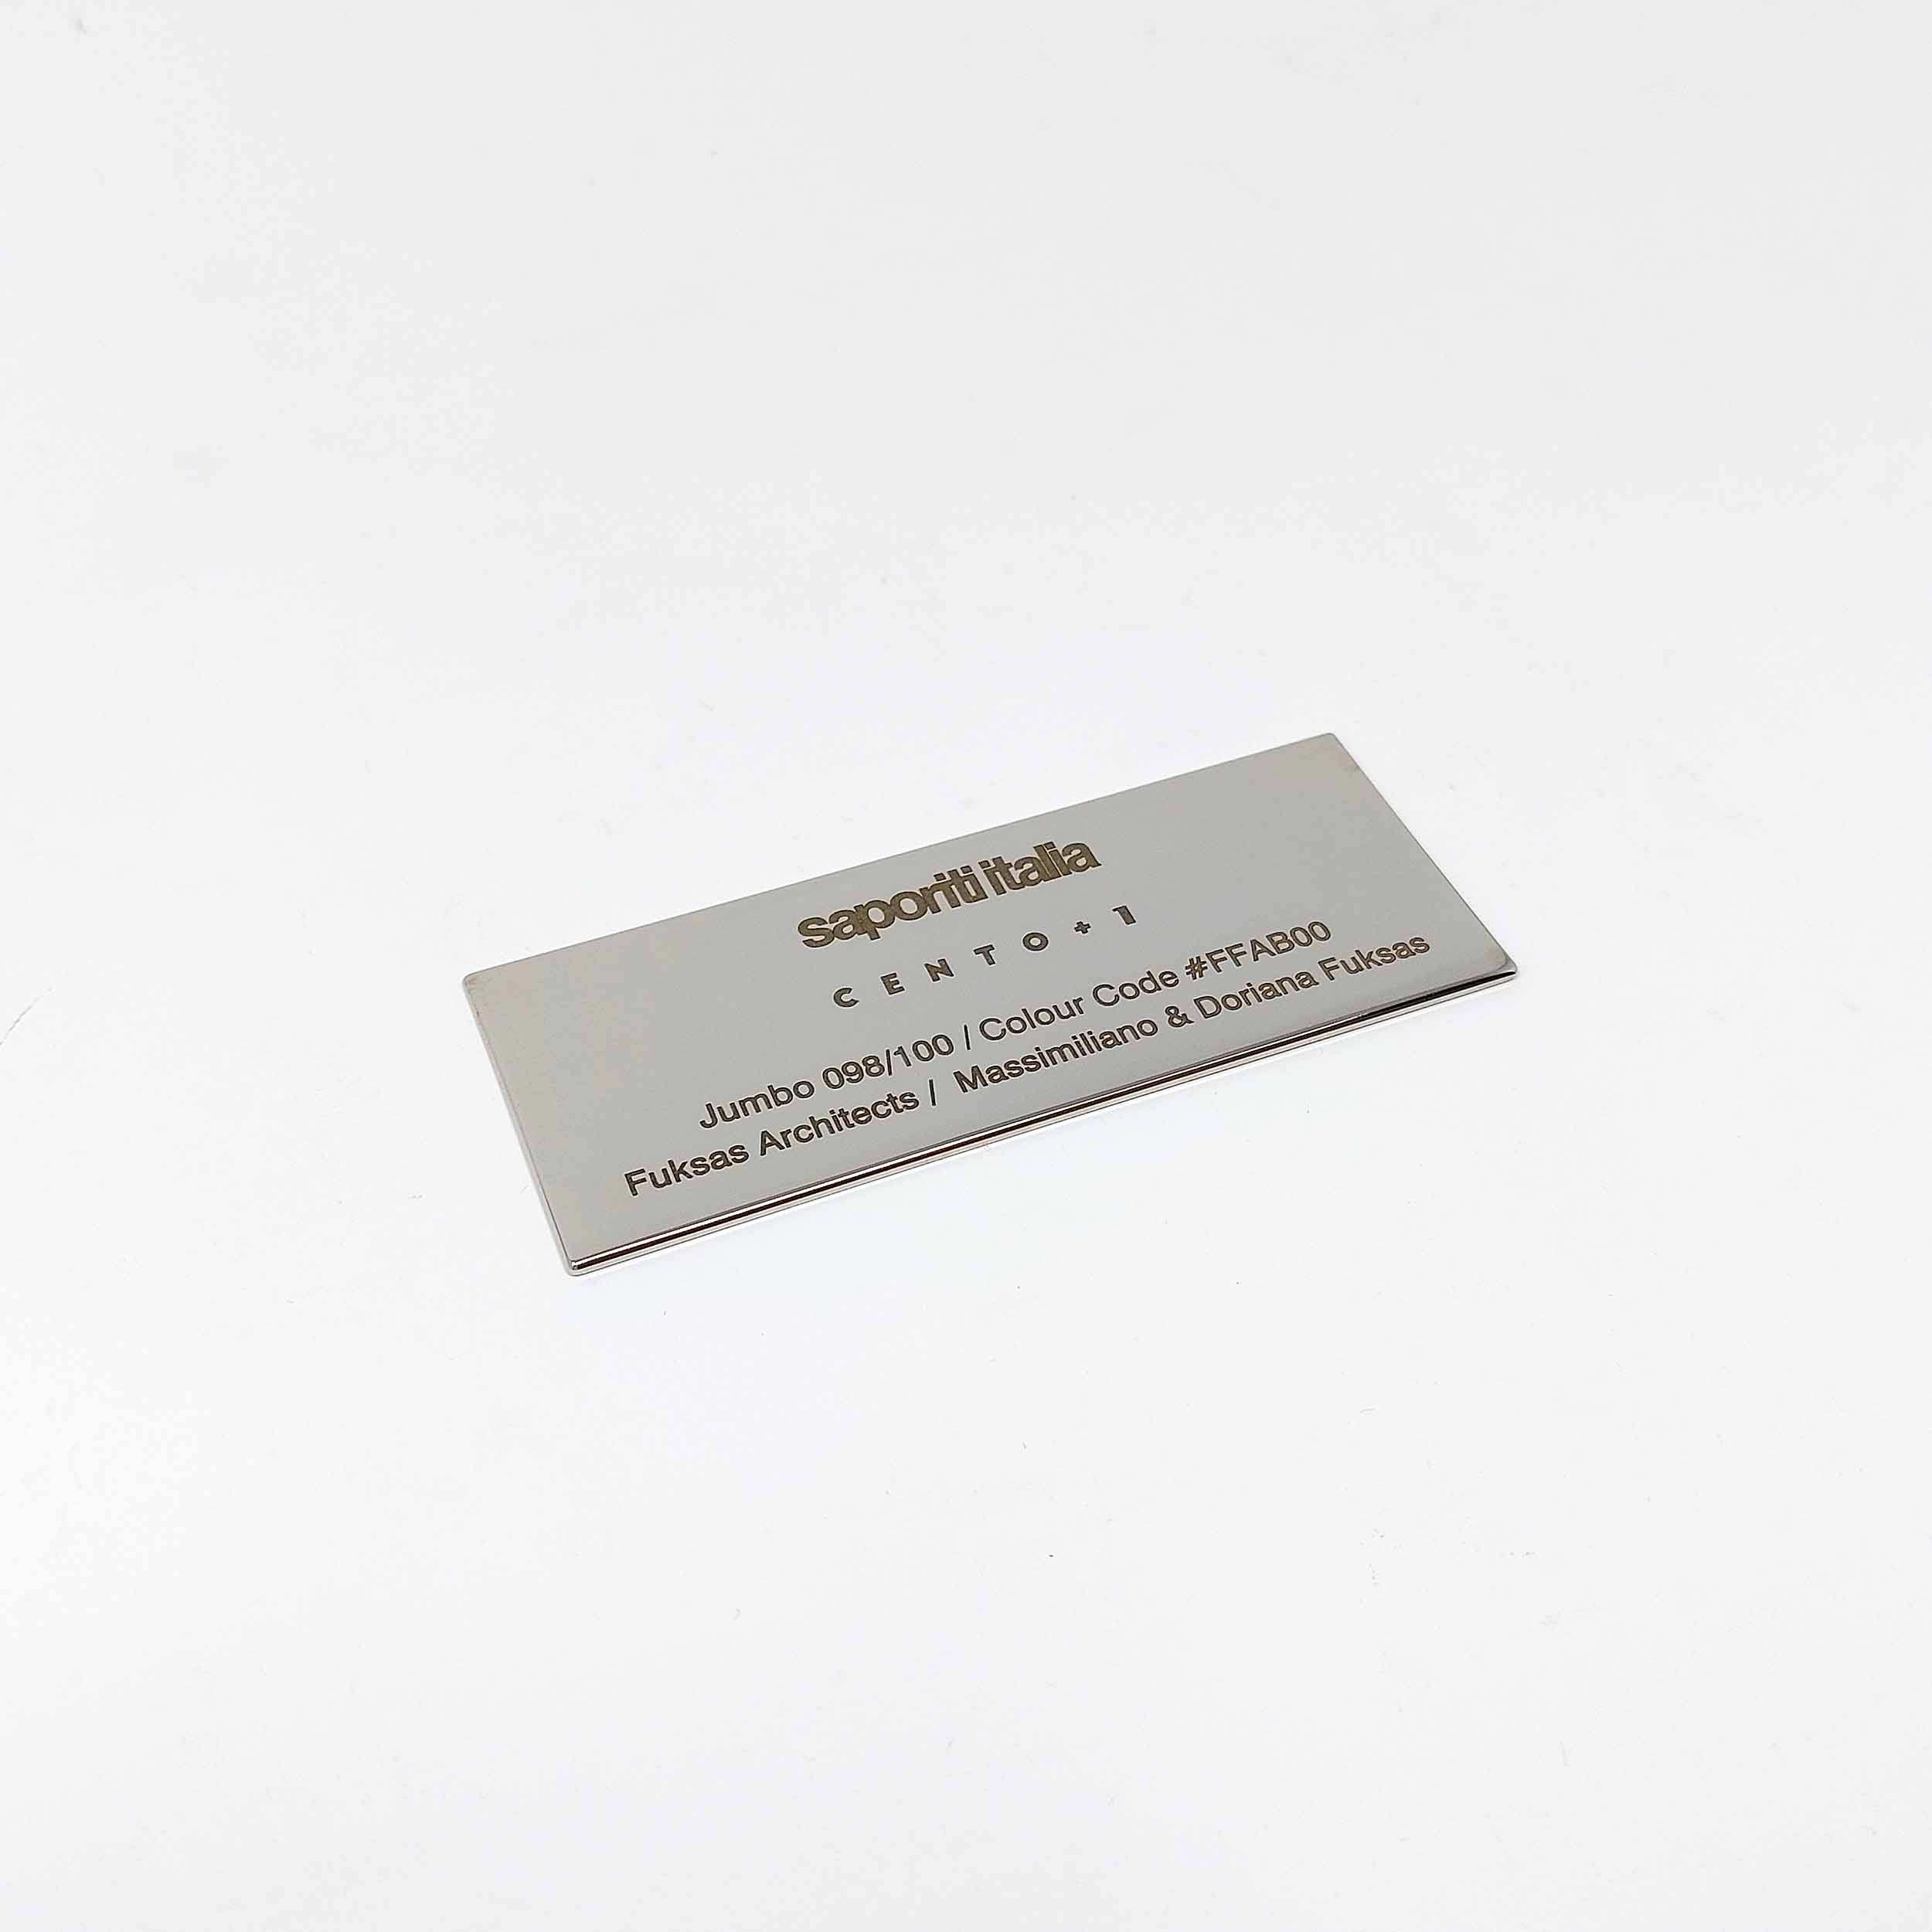 saporiti italia
CENTO+1
Jumbo 098/100 / Colour Code #FFAB00
Fuksas Architects / Massimiliano & Doriana Fuksas